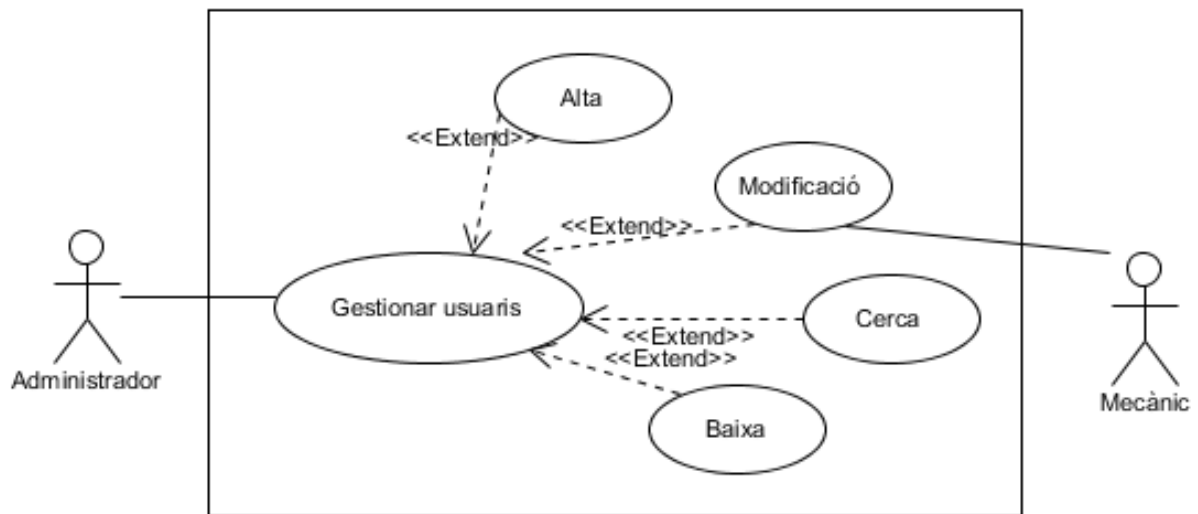 Alta
<<Extend>>
Modificació
<<Extend>>
Gestionar usuaris
Cerca
<<Extend>>
<<Extend>>
Administrador
Mecànic
Baixa